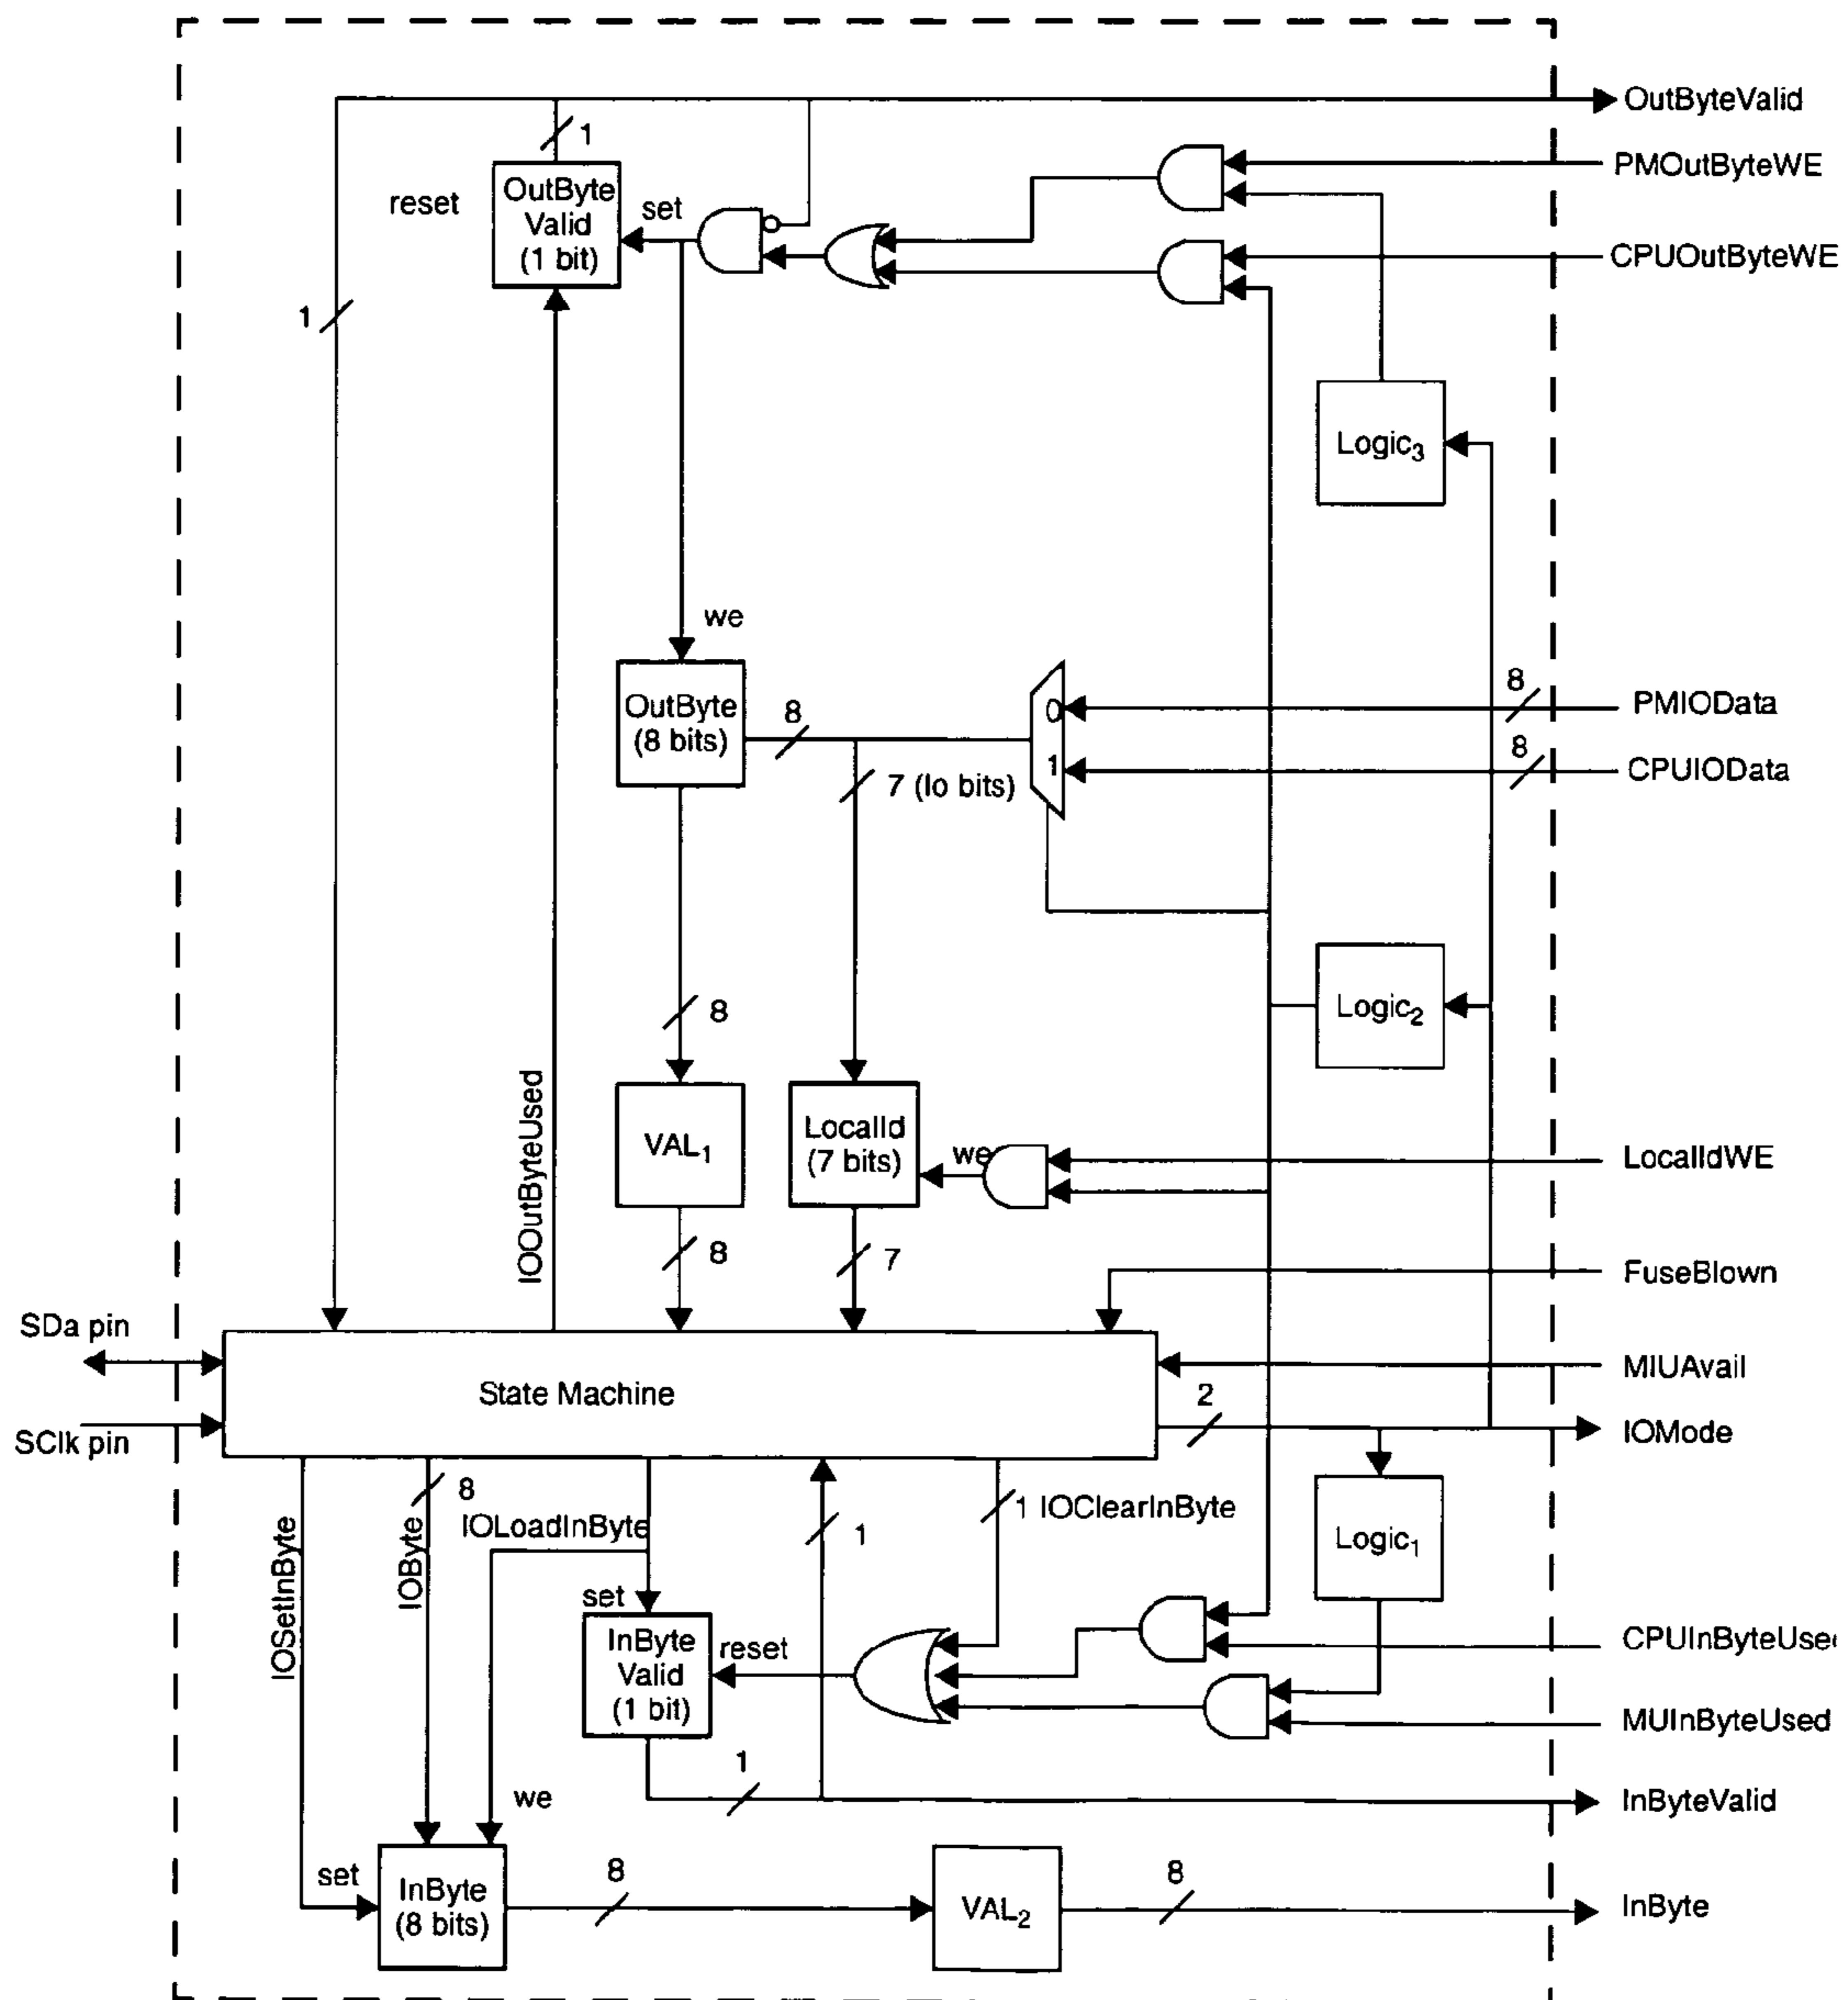 OutByteValid
1
PMOutByteWE
reset
OutByte
Valid
(1 bit)
set
CPUOutByteWE
1
Logic3
we
OutByte
(8 bits)
8
7 (lo bits)
0
1
8
PMIOData
8
CPUIOData
8
Logic2
IOOutByteUsed
VAL1
LocalId
(7 bits)
we
LocalIdWE
8
7
FuseBlown
SDa pin
State Machine
MIUAvail
2
IOMode
SClk pin
IOSetInByte
IOByte
8
IOLoadInByte
1
1 IOClearInByte
Logic1
set
InByte
Valid
(1 bit)
reset
CPUInByteUse
MUInByteUsed
1
InByteValid
we
set
InByte
(8 bits)
8
VAL2
8
InByte